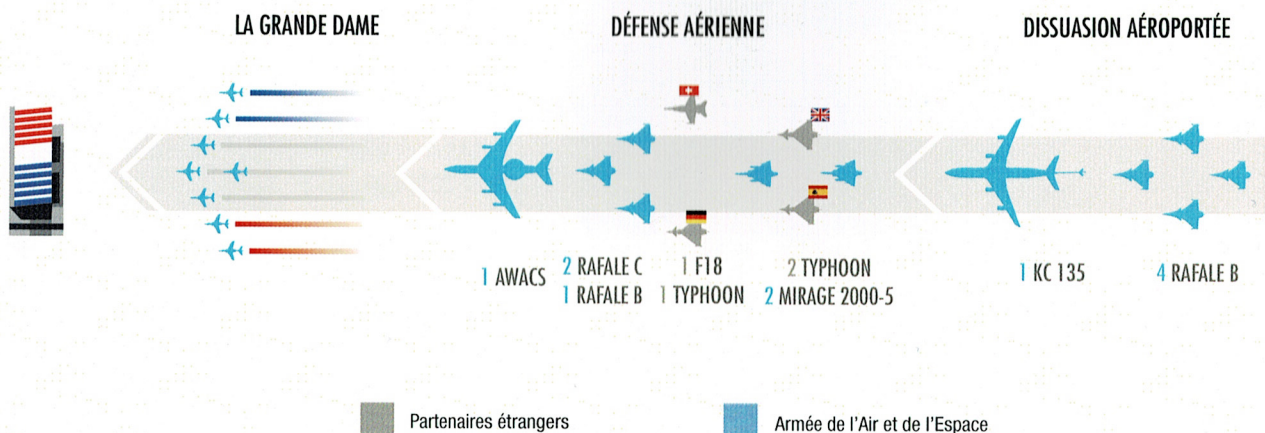 LA GRANDE DAME
DÉFENSE AÉRIENNE
DISSUASION AÉROPORTÉE
1 AWACS
2 RAFALE C
1 RAFALE B
1 F18
1 TYPHOON
2 TYPHOON
2 MIRAGE 2000-5
1 KC 135
4 RAFALE B
Partenaires étrangers
Armée de l'Air et de l'Espace